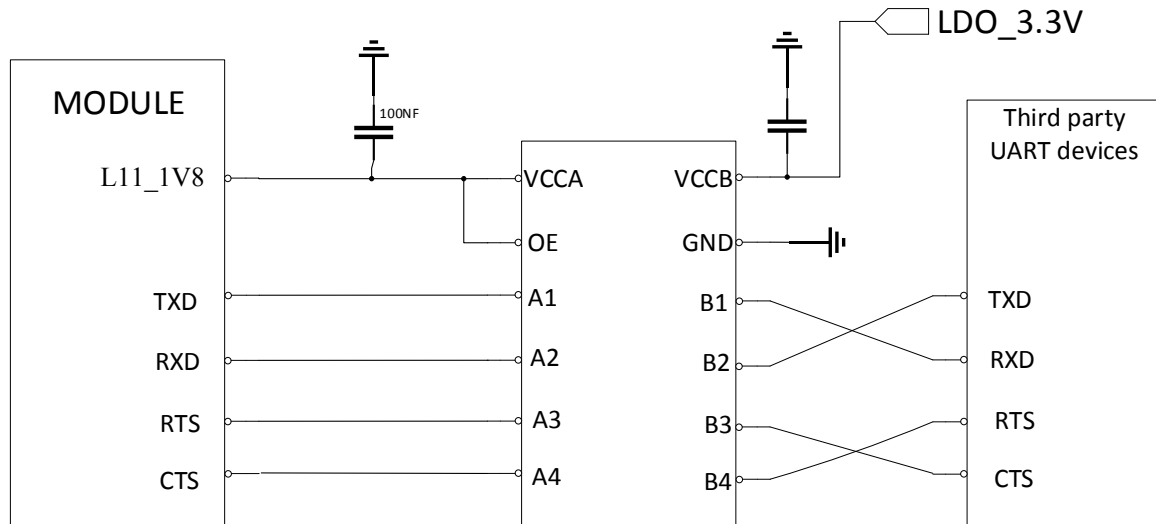 LDO_3.3V
MODULE
100NF
Third party
UART devices
L11_1V8
VCCA
VCCB
OE
GND
TXD
A1
B1
TXD
RXD
A2
B2
RXD
RTS
A3
B3
RTS
CTS
A4
B4
CTS